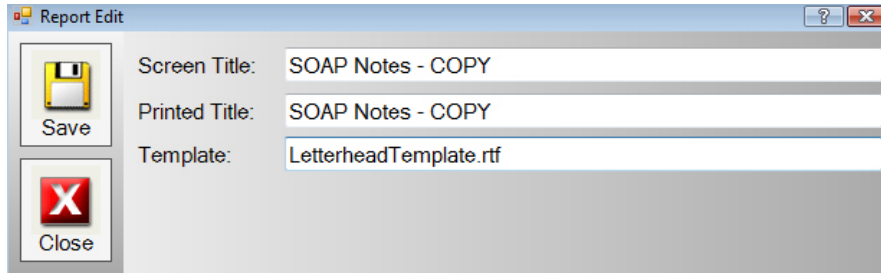 Report Edit
Save
Close
Screen Title: SOAP Notes - COPY
Printed Title: SOAP Notes - COPY
Template: LetterheadTemplate.rtf